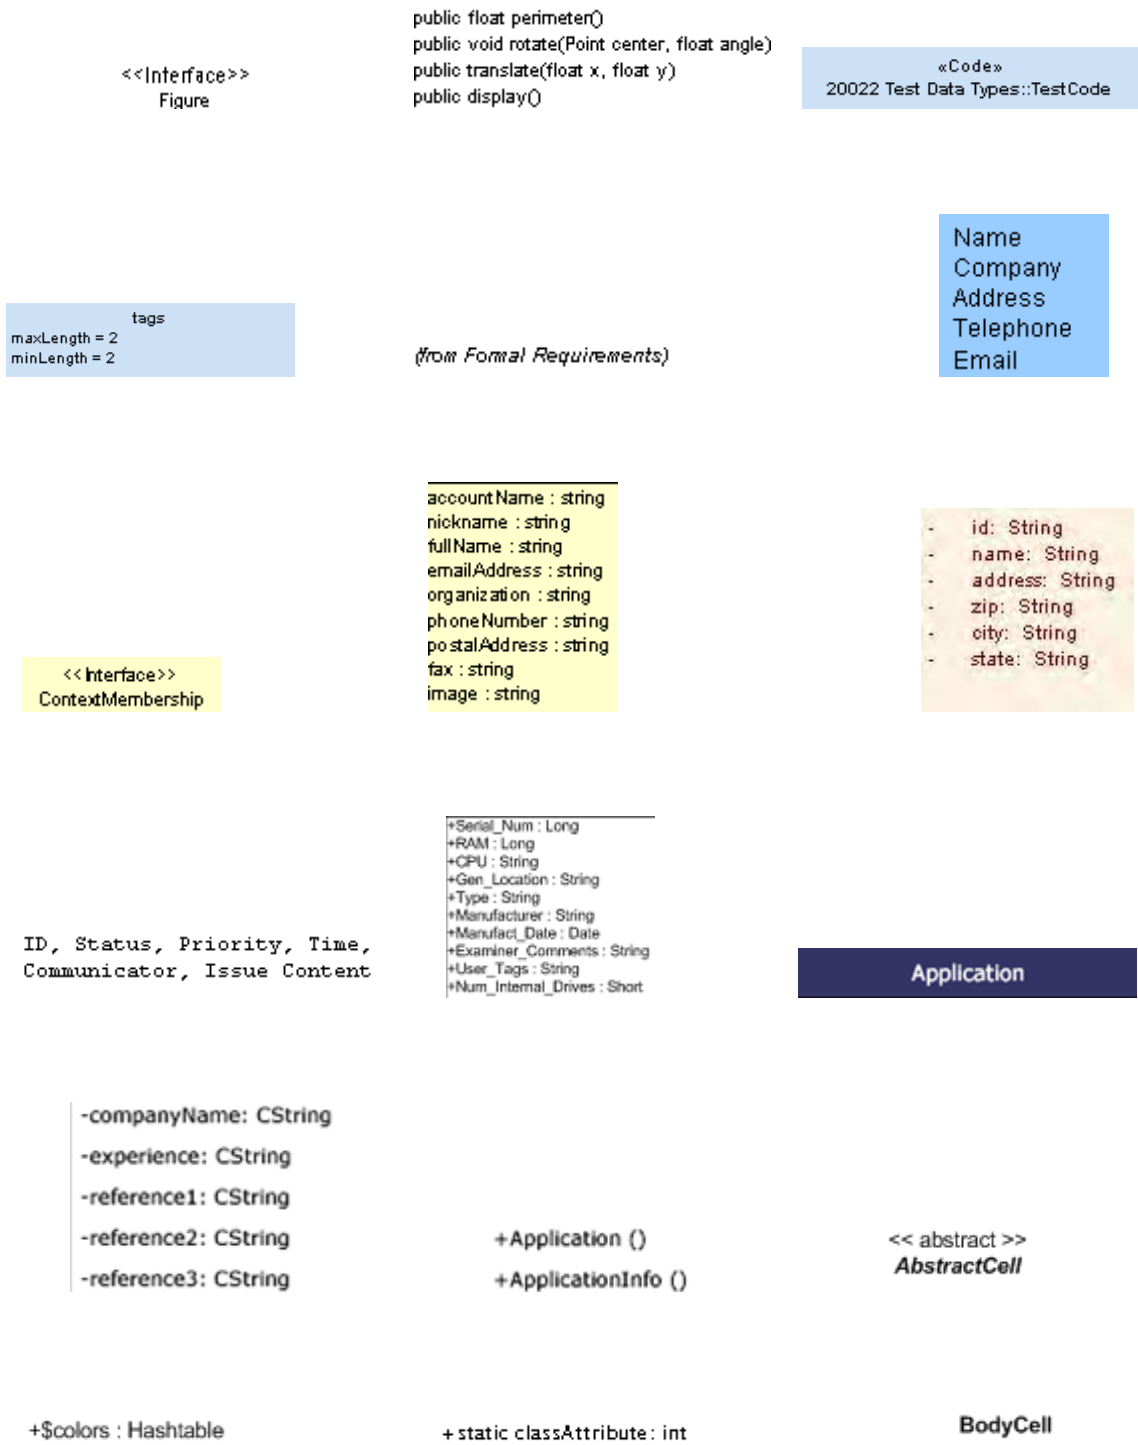 <<Interface>>
Figure
public float perimeter()
public void rotate(Point center, float angle)
public translate(float x, float y)
public display()
«Code»
20022 Test Data Types::TestCode
tags
maxLength = 2
minLength = 2
(from Formal Requirements)
Name
Company
Address
Telephone
Email
<<Interface>>
ContextMembership
accountName : string
nickname : string
fullName : string
emailAddress : string
organization : string
phoneNumber : string
postalAddress : string
fax : string
image : string
- id: String
- name: String
- address: String
- zip: String
- city: String
- state: String
ID, Status, Priority, Time,
Communicator, Issue Content
+Serial_Num : Long
+RAM : Long
+CPU : String
+Gen_Location : String
+Type : String
+Manufacturer : String
+Manufact_Date : Date
+Examiner_Comments : String
+User_Tags : String
+Num_Internal_Drives : Short
Application
-companyName: CString
-experience: CString
-reference1: CString
-reference2: CString
-reference3: CString
+Application ()
+ApplicationInfo ()
<< abstract >>
AbstractCell
+$colors : Hashtable
+ static classAttribute : int
BodyCell